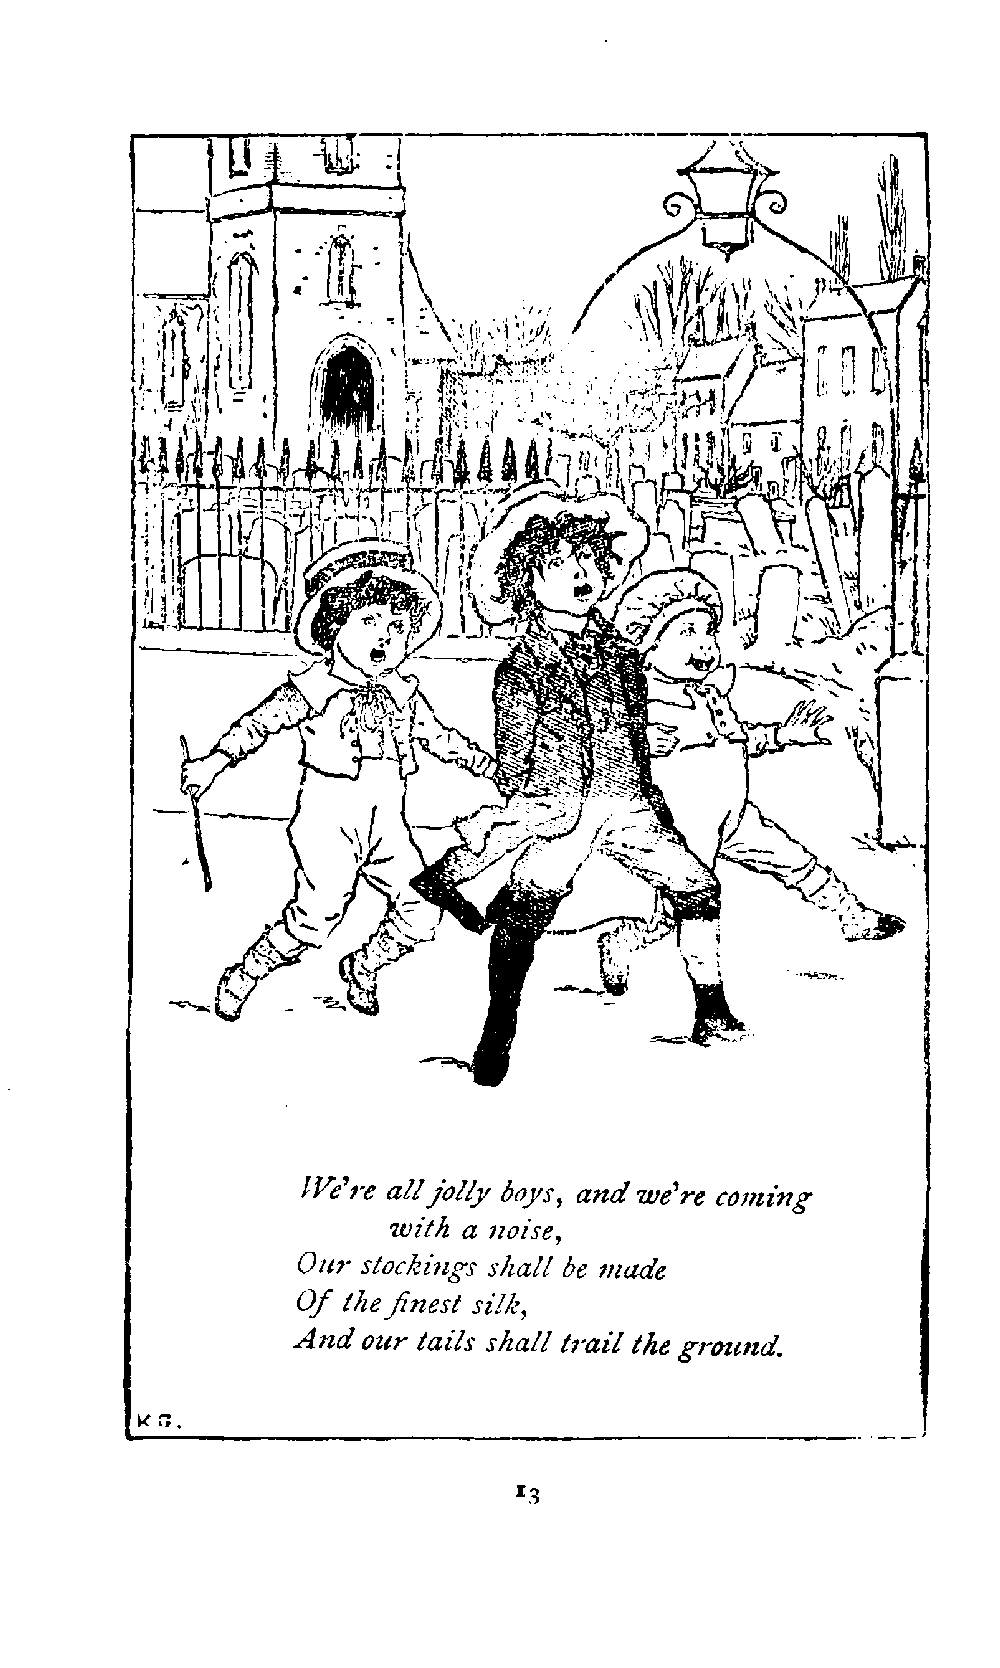 We're all jolly boys, and we're coming
with a noise,
Our stockings shall be made
Of the finest silk,
And our tails shall trail the ground.
K G.
13